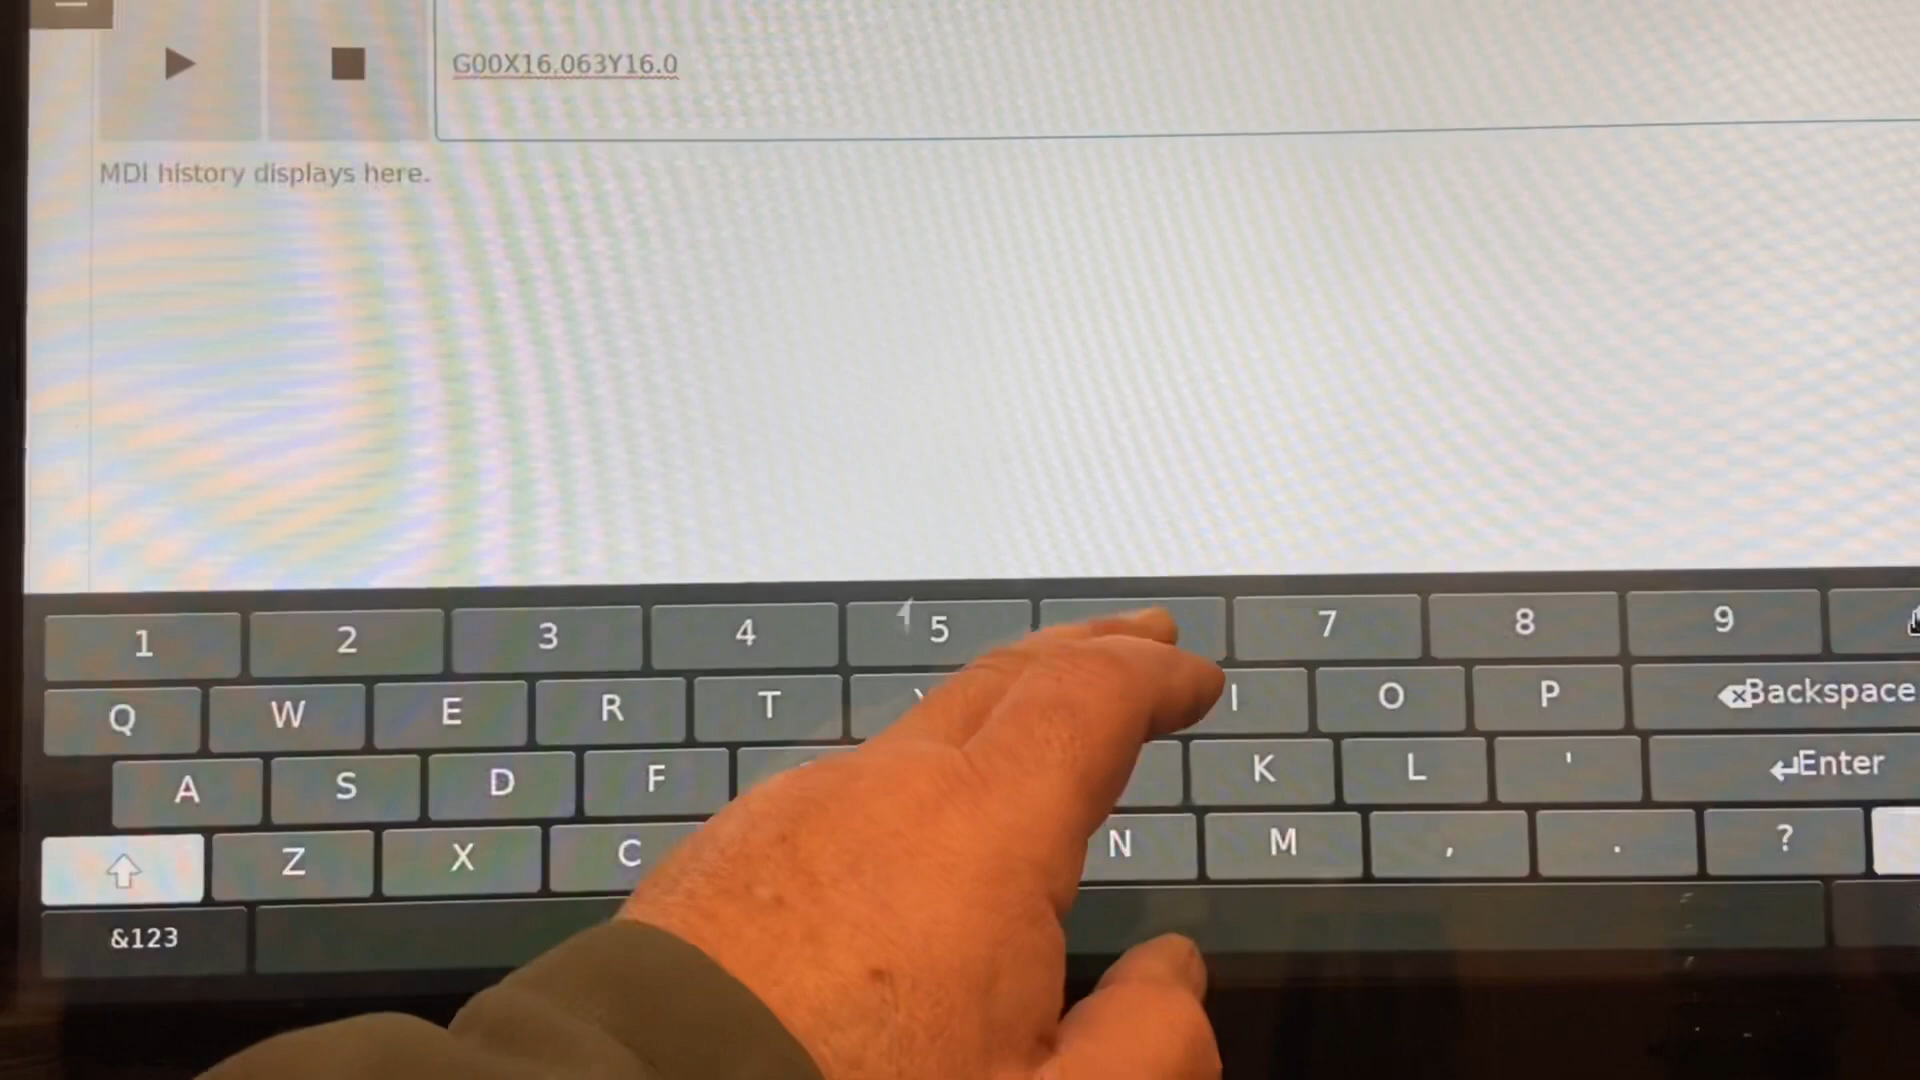 G00X16.063Y16.0
MDI history displays here.
1 2 3 4 5 7 8 9
Q W E R T I O P Backspace
A S D F K L ' Enter
Z X C N M , . ?
&123